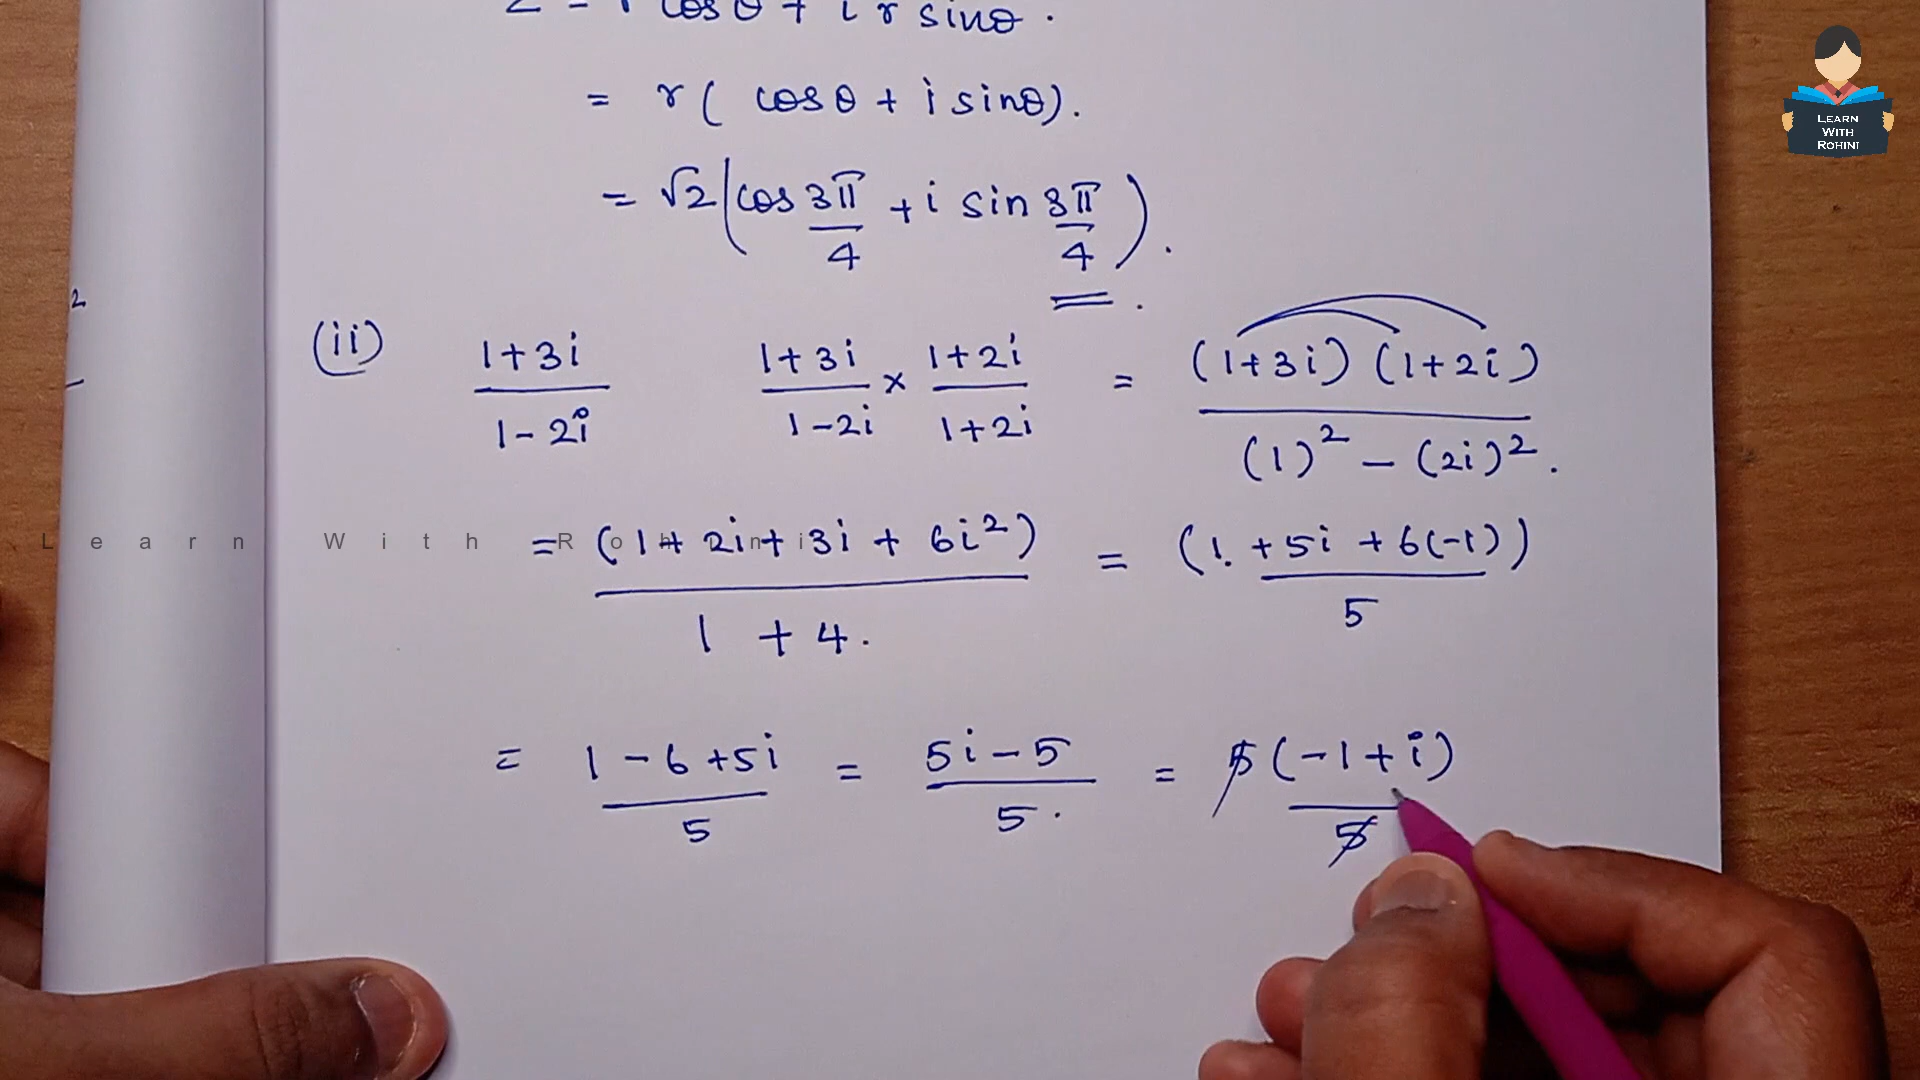 z = r cosθ + i r sinθ.
= r ( cosθ + i sinθ).
= √2 (cos 3π/4 + i sin 3π/4).
2
(ii) 1+3i/1-2i 1+3i/1-2i × 1+2i/1+2i = (1+3i) (1+2i)/(1)² - (2i)².
= (1+ 2i+ 3i + 6i²)/1 + 4. = (1 +5i +6(-1))/5
= 1-6+5i/5 = 5i-5/5. = 5(-1+i)/5
LEARN
WITH
ROHINI
Learn With Rohini